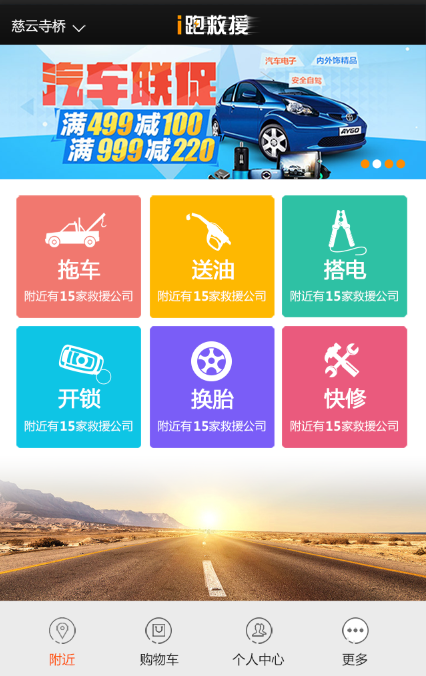 慈云寺桥
i跑救援
汽车电子
内外饰精品
安全自驾
汽车联促
满499减100
满999减220
AYGO
拖车
附近有15家救援公司
送油
附近有15家救援公司
搭电
附近有15家救援公司
开锁
附近有15家救援公司
换胎
附近有15家救援公司
快修
附近有15家救援公司
附近
购物车
个人中心
更多